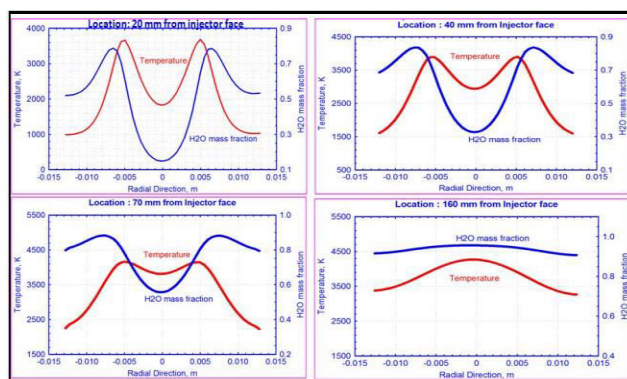 Location: 20 mm from injector face
4000
3000
2000
1000
0
0.9
0.7
0.5
0.3
0.1
Temperature, K
H2O mass fraction
Temperature
H2O mass fraction
-0.015
-0.010
-0.005
0
0.005
0.010
0.015
Radial Direction, m
Location : 40 mm from Injector face
4500
3500
2500
1500
500
0.9
0.7
0.5
0.3
0.1
Temperature, K
H2O mass fraction
Temperature
H2O mass fraction
-0.015
-0.010
-0.005
0
0.005
0.010
0.015
Radial Direction, m
Location : 70 mm from Injector face
5500
4500
3500
2500
1500
1.0
0.8
0.6
0.4
0.2
Temperature, K
H2O mass fraction
Temperature
H2O mass fraction
-0.015
-0.010
-0.005
0
0.005
0.010
0.015
Radial Direction, m
Location : 160 mm from Injector face
5500
4500
3500
2500
1500
1.0
0.8
0.6
0.4
Temperature, K
H2O mass fraction
H2O mass fraction
Temperature
-0.015
-0.010
-0.005
0
0.005
0.010
0.015
Radial Direction, m